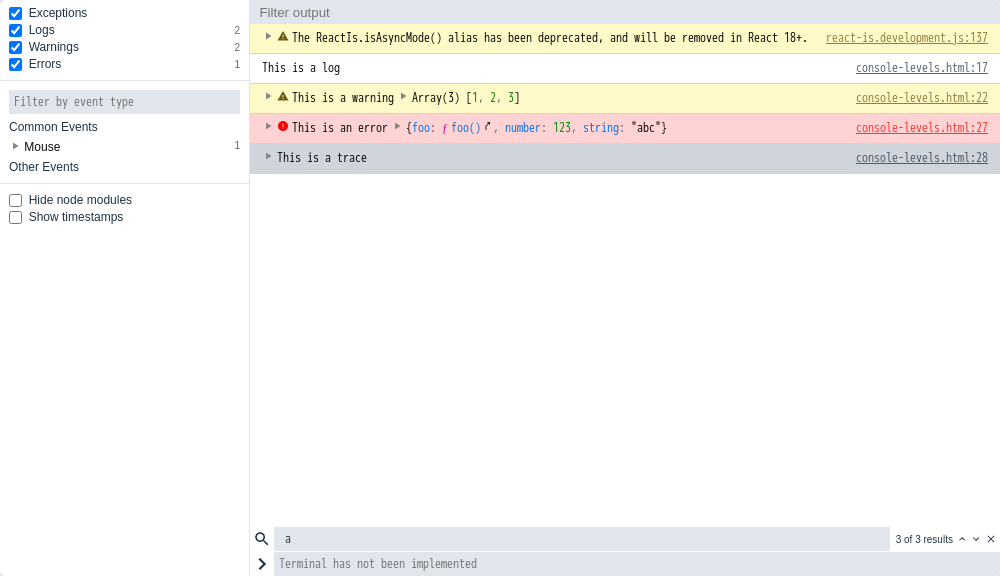 Exceptions
Logs 2
Warnings 2
Errors 1
Filter by event type
Common Events
Mouse 1
Other Events
Hide node modules
Show timestamps
Filter output
The ReactIs.isAsyncMode() alias has been deprecated, and will be removed in React 18+. react-is.development.js:137
This is a log console-levels.html:17
This is a warning Array(3) [1, 2, 3] console-levels.html:22
This is an error {foo: ƒ foo() , number: 123, string: "abc"} console-levels.html:27
This is a trace console-levels.html:28
a 3 of 3 results
Terminal has not been implemented